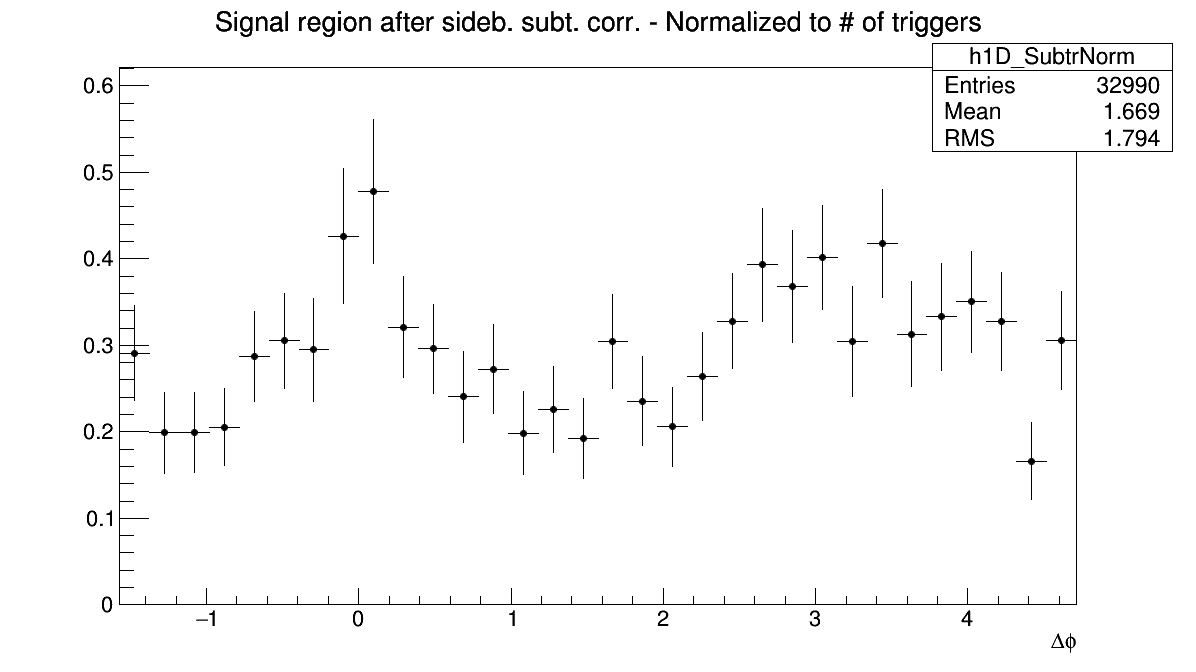 Signal region after sideb. subt. corr. - Normalized to # of triggers
h1D_SubtrNorm
Entries 32990
Mean 1.669
RMS 1.794
0.6
0.5
0.4
0.3
0.2
0.1
0
−1 0 1 2 3 4
Δϕ